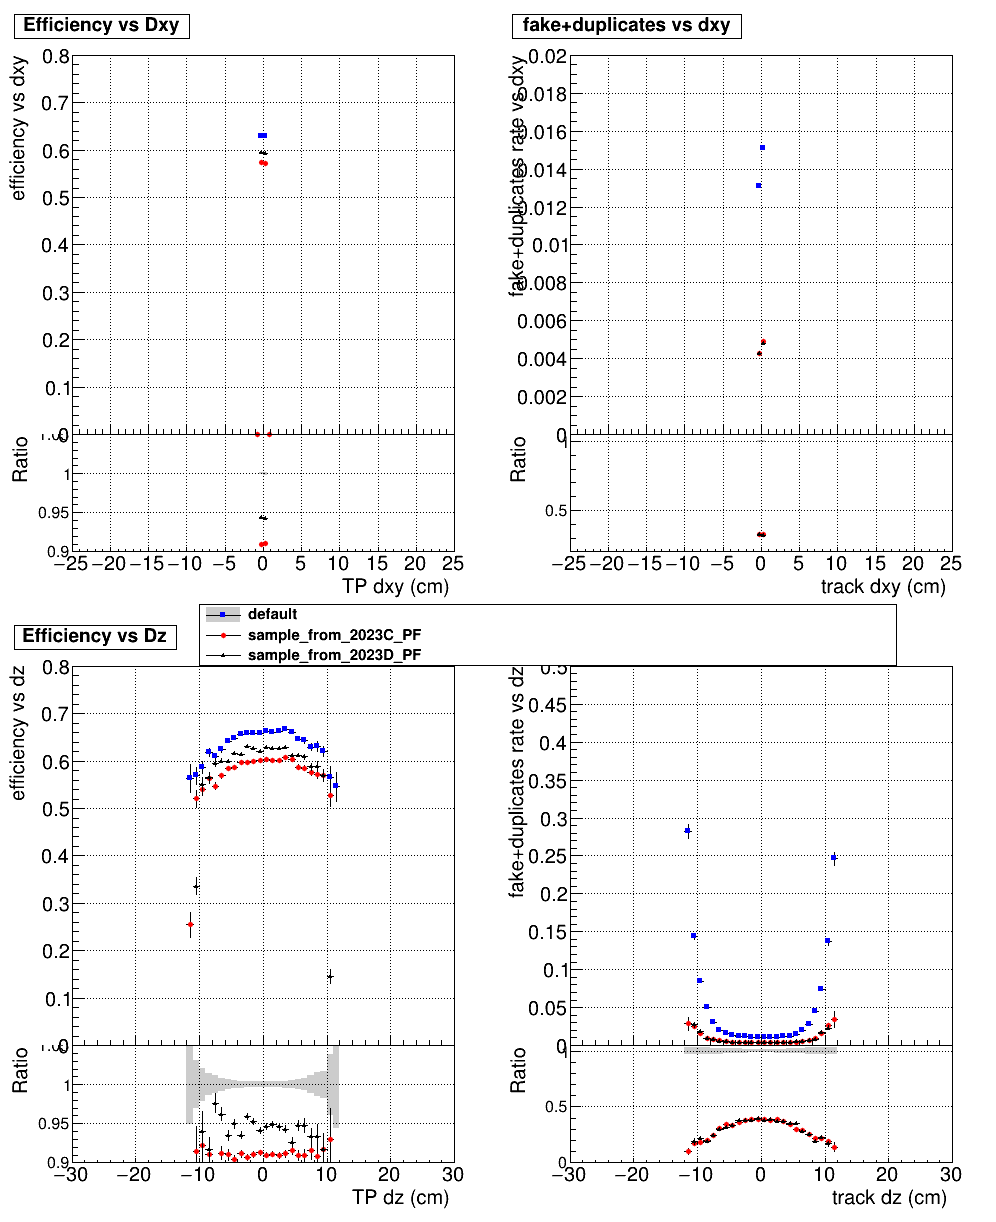 Efficiency vs Dxy
efficiency vs dxy
0.8
0.7
0.6
0.5
0.4
0.3
0.2
0.1
0
Ratio
1
0.95
0.9
−25 −20 −15 −10 −5 0 5 10 15 20 25
TP dxy (cm)
fake+duplicates vs dxy
fake+duplicates rate vs dxy
0.02
0.018
0.016
0.014
0.012
0.01
0.008
0.006
0.004
0.002
0
Ratio
1
0.5
−25 −20 −15 −10 −5 0 5 10 15 20 25
track dxy (cm)
default
sample_from_2023C_PF
sample_from_2023D_PF
Efficiency vs Dz
efficiency vs dz
0.8
0.7
0.6
0.5
0.4
0.3
0.2
0.1
0
Ratio
1
0.95
0.9
−30 −20 −10 0 10 20 30
TP dz (cm)
fake+duplicates rate vs dz
0.5
0.45
0.4
0.35
0.3
0.25
0.2
0.15
0.1
0.05
0
Ratio
0.5
0
−30 −20 −10 0 10 20 30
track dz (cm)